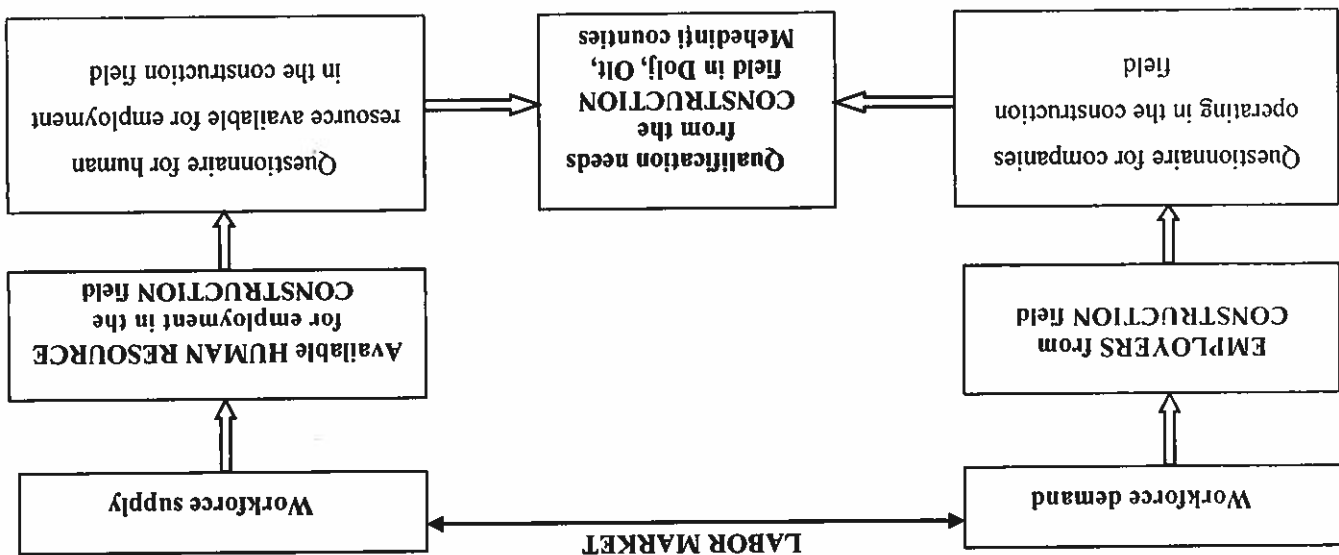 LABOR MARKET
Workforce demand
Workforce supply
EMPLOYERS from
CONSTRUCTION field
Available HUMAN RESOURCE
for employment in the
CONSTRUCTION field
Questionnaire for companies
operating in the construction
field
Qualification needs
from the
CONSTRUCTION
field in Dolj, Olt,
Mehedinți counties
Questionnaire for human
resource available for employment
in the construction field